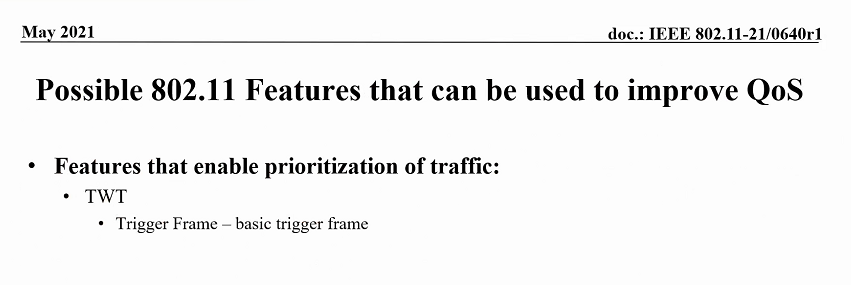 May 2021
doc.: IEEE 802.11-21/0640r1
Possible 802.11 Features that can be used to improve QoS
• Features that enable prioritization of traffic:
• TWT
• Trigger Frame – basic trigger frame